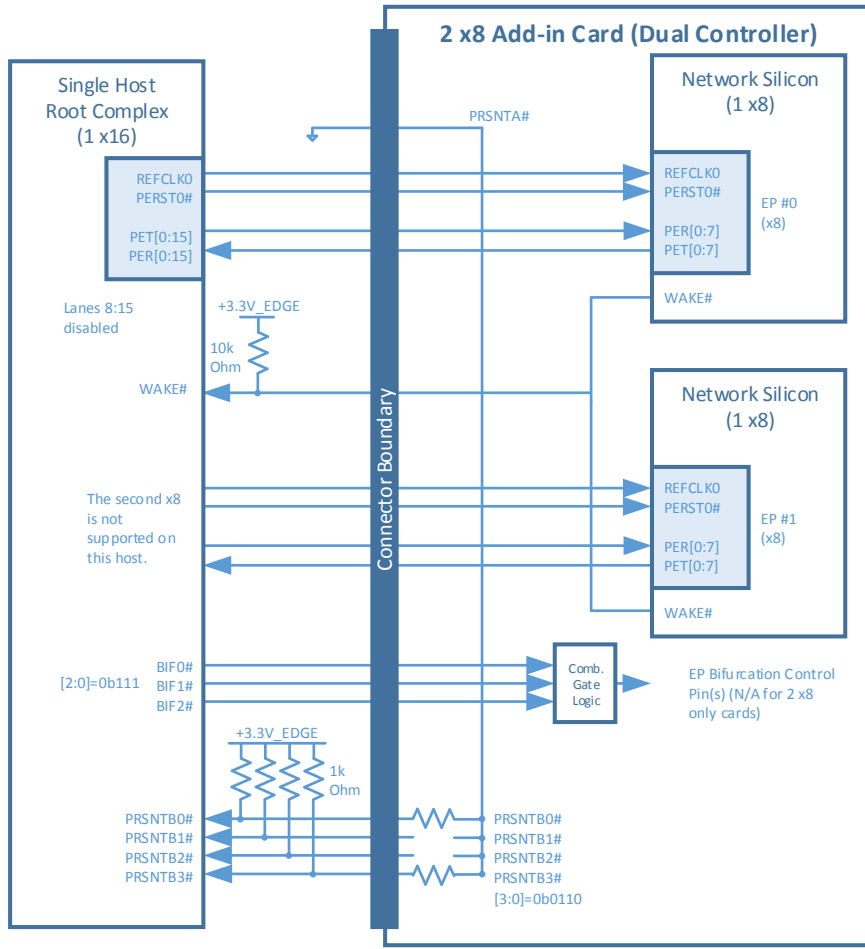 2 x8 Add-in Card (Dual Controller)
Single Host
Root Complex
(1 x16)
REFCLK0
PERST0#
PET[0:15]
PER[0:15]
Lanes 8:15
disabled
+3.3V_EDGE
10k
Ohm
WAKE#
The second x8
is not
supported on
this host.
[2:0]=0b111
BIF0#
BIF1#
BIF2#
+3.3V_EDGE
1k
Ohm
PRSNTB0#
PRSNTB1#
PRSNTB2#
PRSNTB3#
Connector Boundary
PRSNTA#
Network Silicon
(1 x8)
REFCLK0
PERST0#
PER[0:7]
PET[0:7]
EP #0
(x8)
WAKE#
Network Silicon
(1 x8)
REFCLK0
PERST0#
PER[0:7]
PET[0:7]
EP #1
(x8)
WAKE#
Comb.
Gate
Logic
EP Bifurcation Control
Pin(s) (N/A for 2 x8
only cards)
PRSNTB0#
PRSNTB1#
PRSNTB2#
PRSNTB3#
[3:0]=0b0110